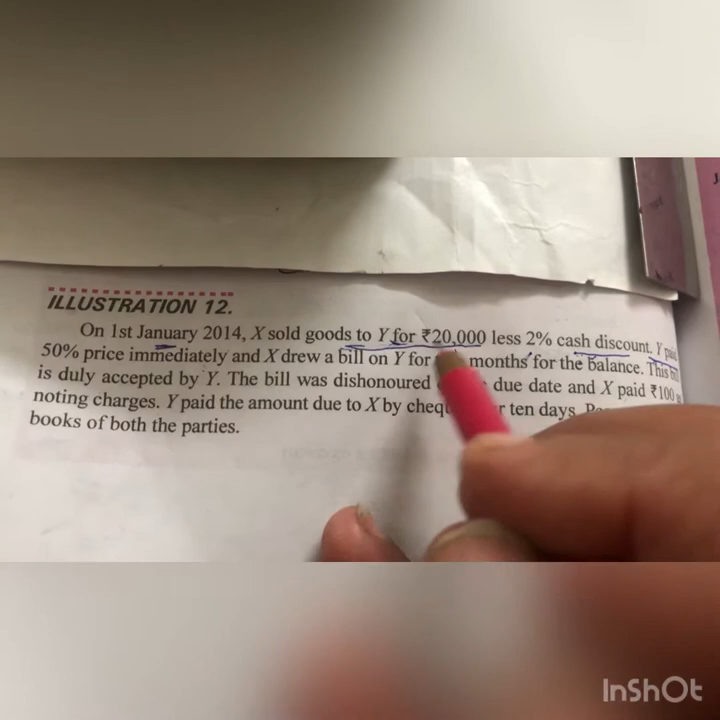 ILLUSTRATION 12.
On 1st January 2014, X sold goods to Y for ₹20,000 less 2% cash discount. Y paid
50% price immediately and X drew a bill on Y for months for the balance. This bill
is duly accepted by Y. The bill was dishonoured due date and X paid ₹100
noting charges. Y paid the amount due to X by ten days.
books of both the parties.
InShOt